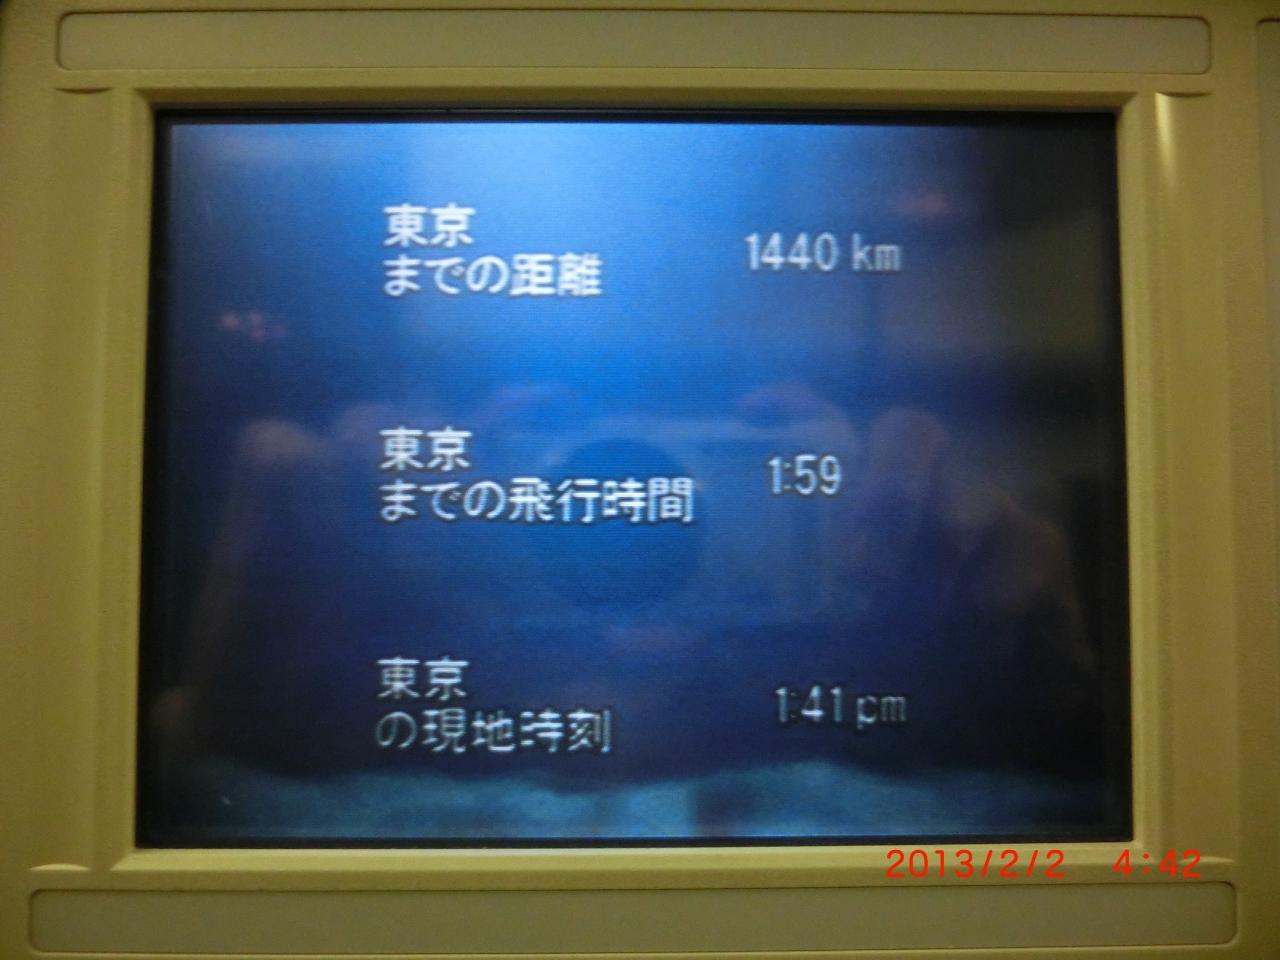 東京
までの距離 1440 km
東京
までの飛行時間 1:59
東京
の現地時刻 1:41 pm
2013/2/2 4:42